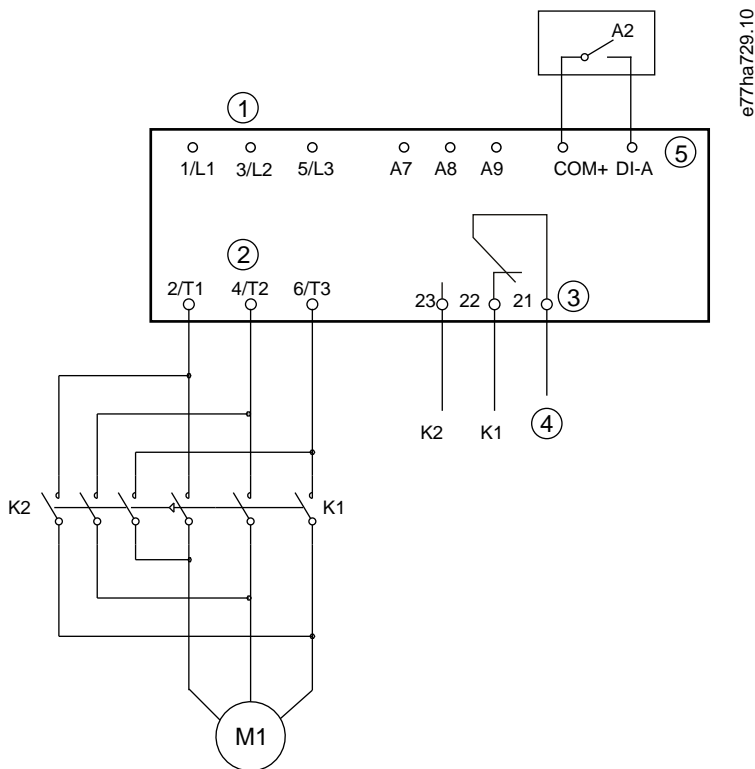 A2
e77ha729.10
1
5
1/L1 3/L2 5/L3 A7 A8 A9 COM+ DI-A
2
2/T1 4/T2 6/T3 23 22 21 3
K2 K1 4
K2 K1
M1